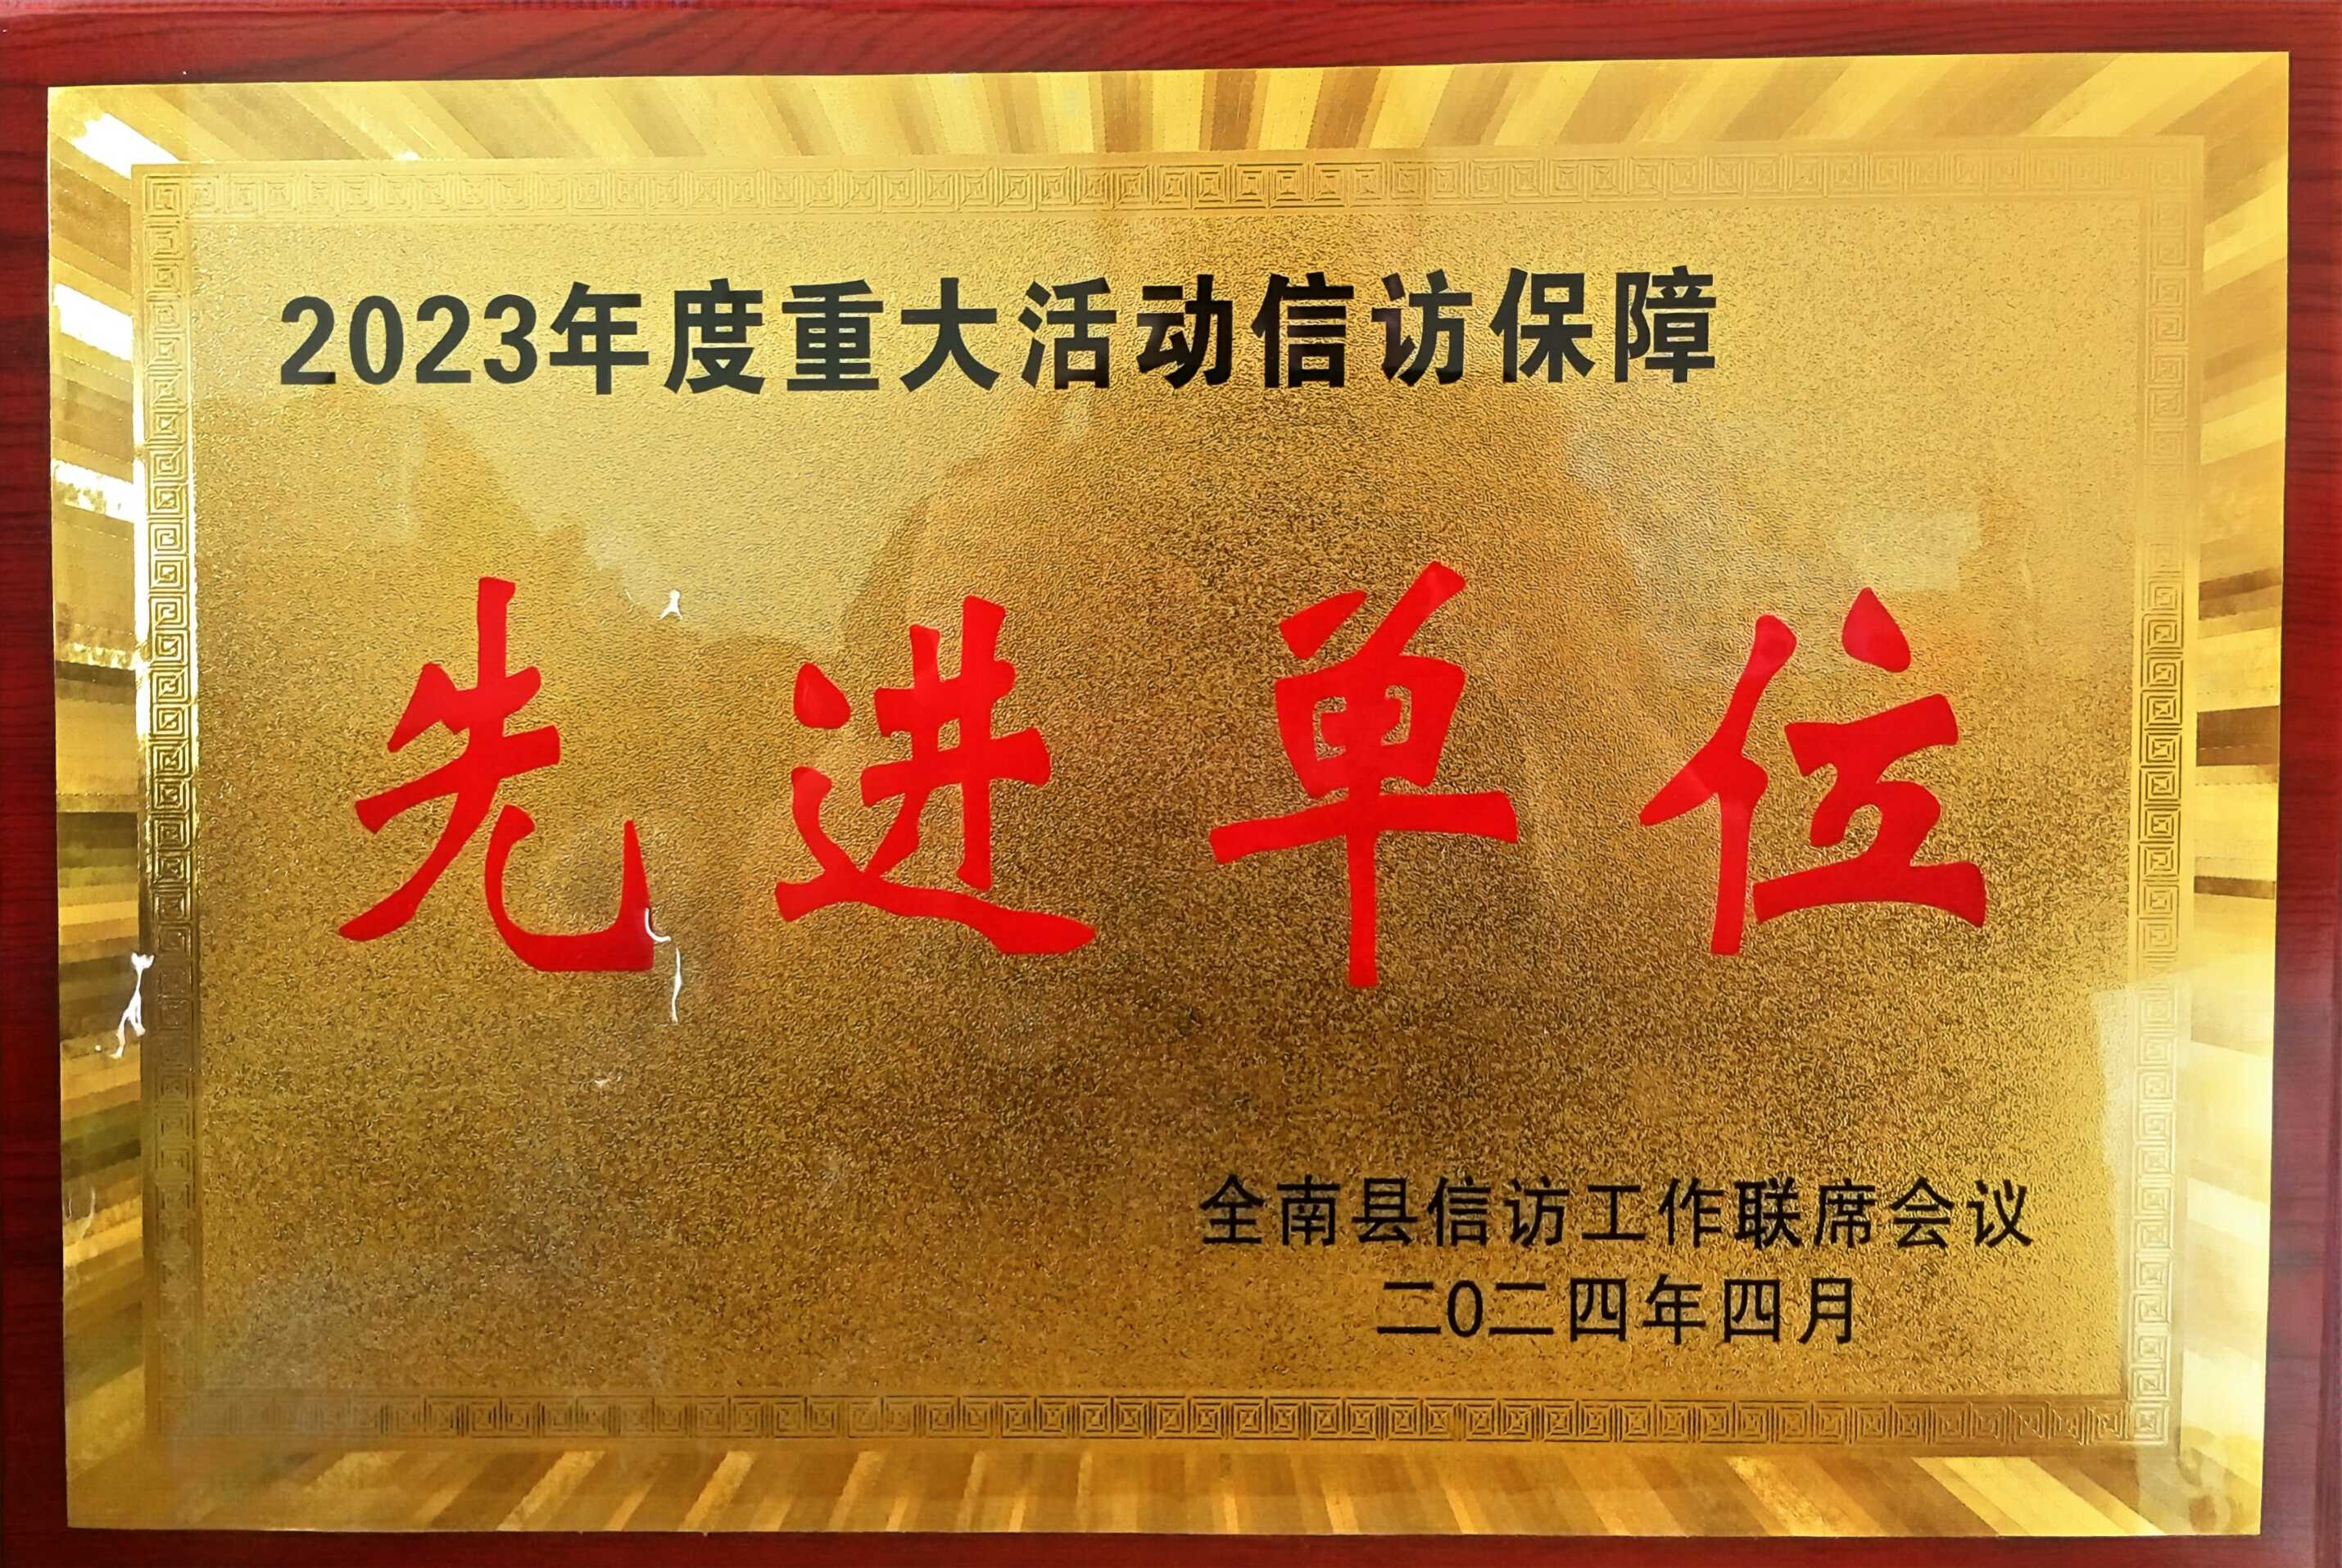 2023年度重大活动信访保障
先进单位
全南县信访工作联席会议
二0二四年四月